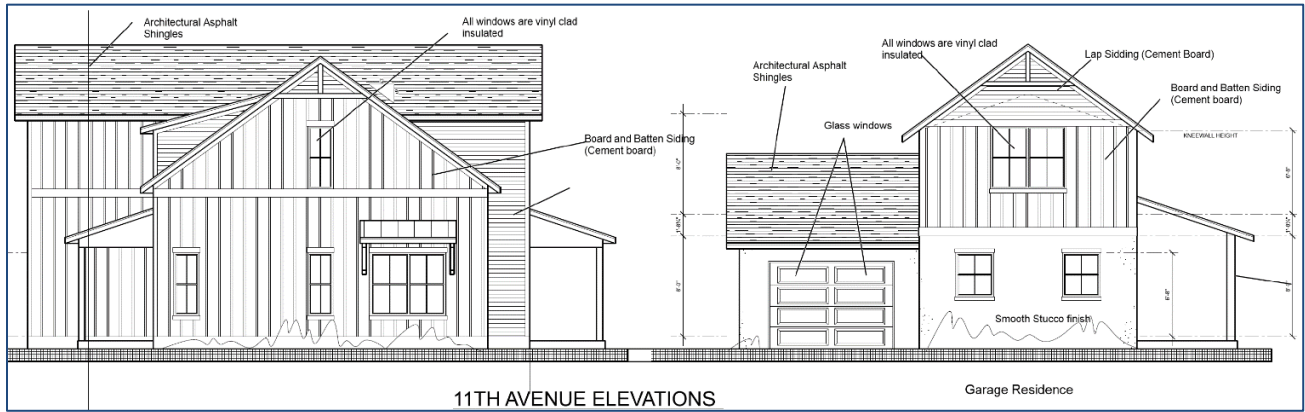 Architectural Asphalt
Shingles
All windows are vinyl clad
insulated
Board and Batten Siding
(Cement board)
All windows are vinyl clad
insulated
Lap Sidding (Cement Board)
Architectural Asphalt
Shingles
Board and Batten Siding
(Cement board)
Glass windows
KNEEWALL HEIGHT
Smooth Stucco finish
11TH AVENUE ELEVATIONS
Garage Residence